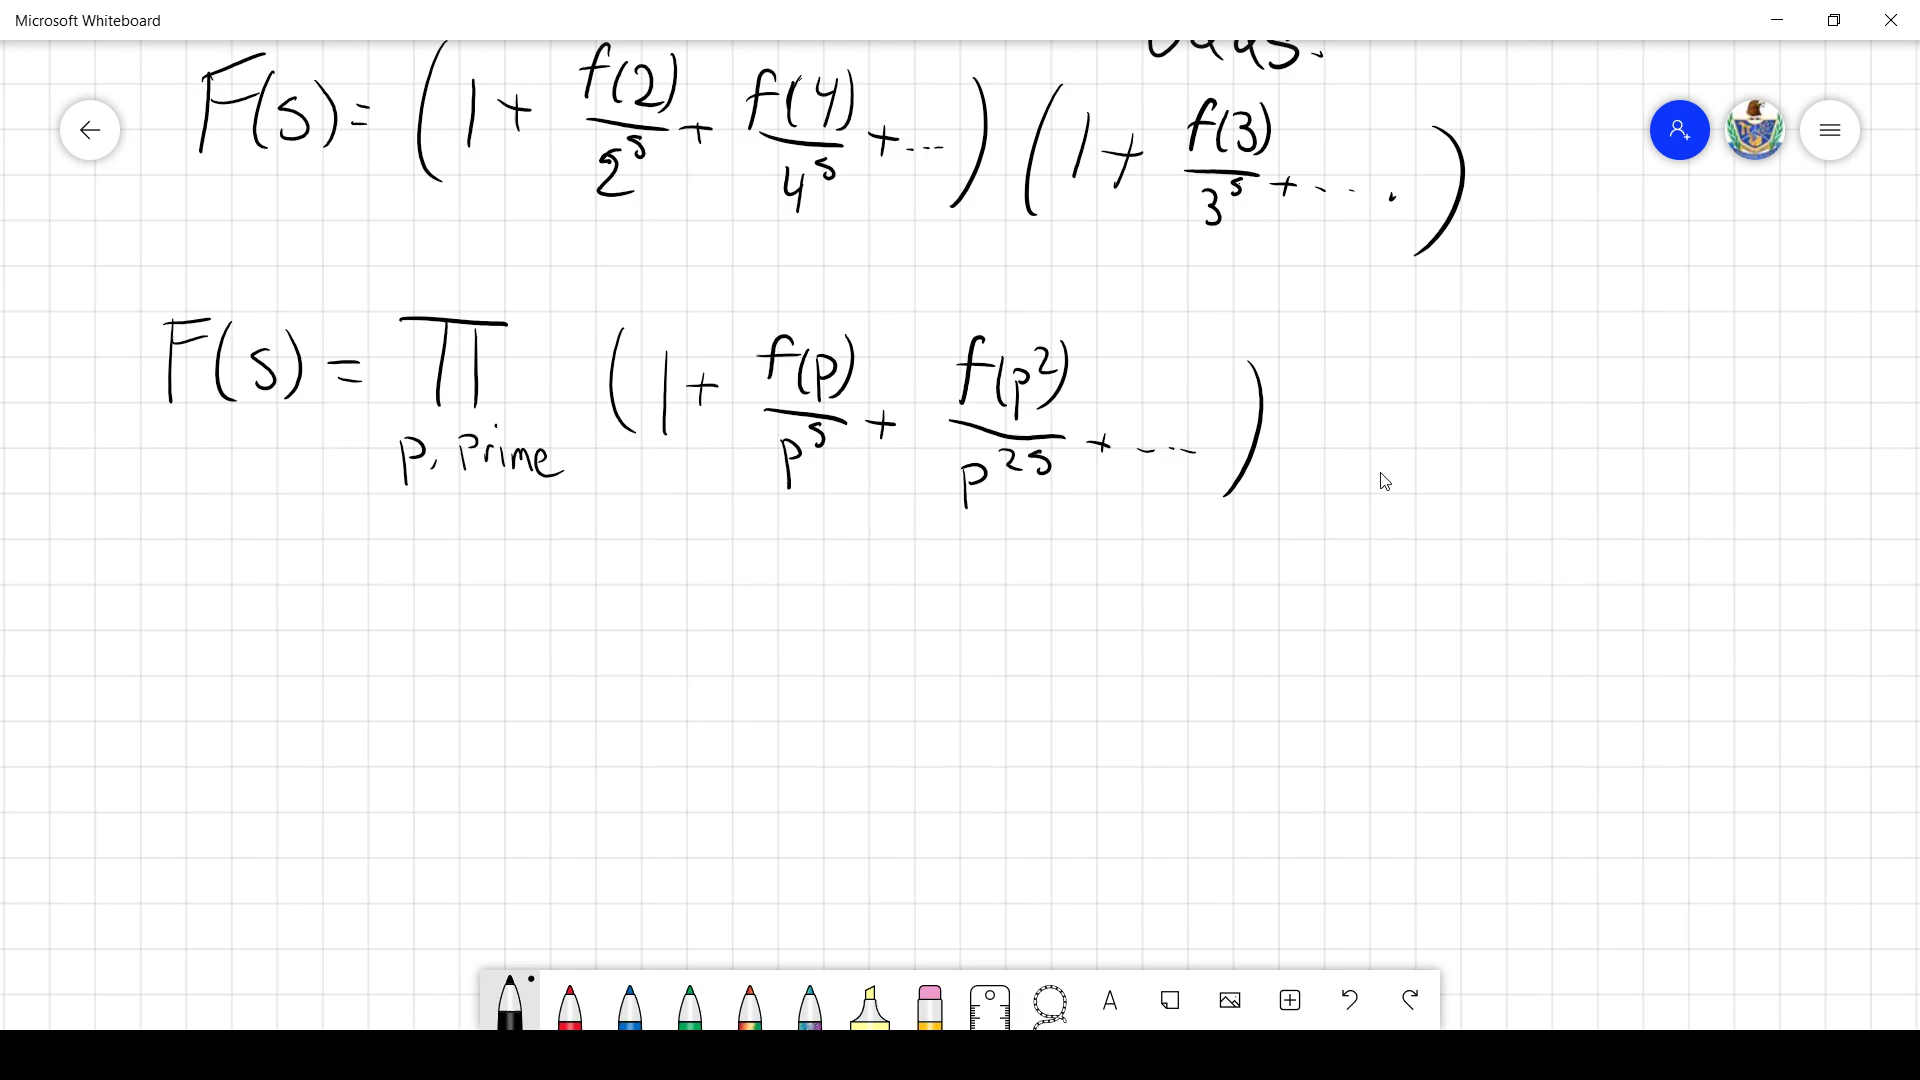 Microsoft Whiteboard
F(s) = (1 + f(2)/2^s + f(4)/4^s + ...) (1 + f(3)/3^s + ....)
F(s) = ∏ (1 + f(p)/p^s + f(p^2)/p^{2s} + ...)
p, prime